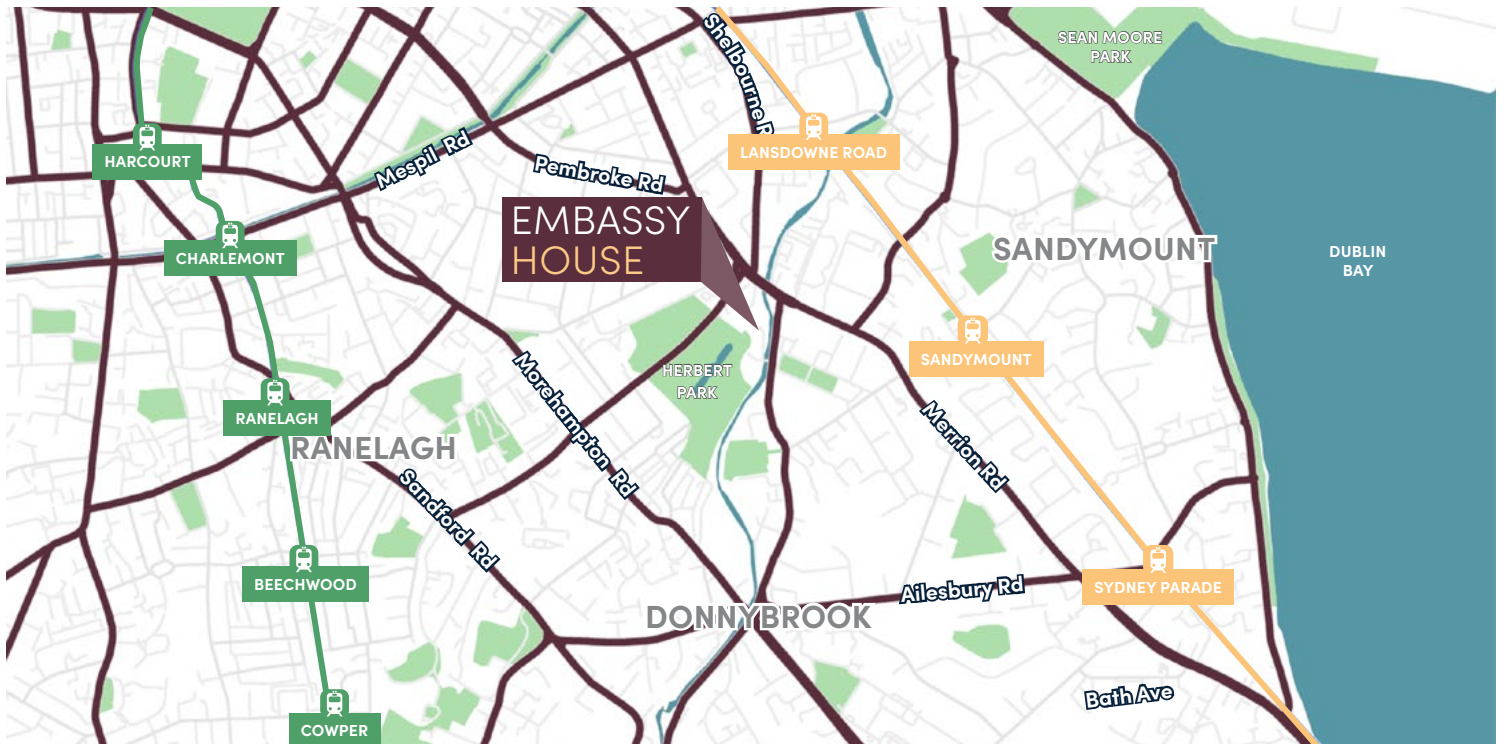 SEAN MOORE
PARK
Shelbourne R
HARCOURT
LANSDOWNE ROAD
Mespil Rd
Pembroke Rd
EMBASSY
HOUSE
CHARLEMONT
SANDYMOUNT
DUBLIN
BAY
SANDYMOUNT
HERBERT
PARK
RANELAGH
RANELAGH
Morehampton Rd
Merrion Rd
Sandford Rd
BEECHWOOD
Ailesbury Rd
SYDNEY PARADE
DONNYBROOK
Bath Ave
COWPER